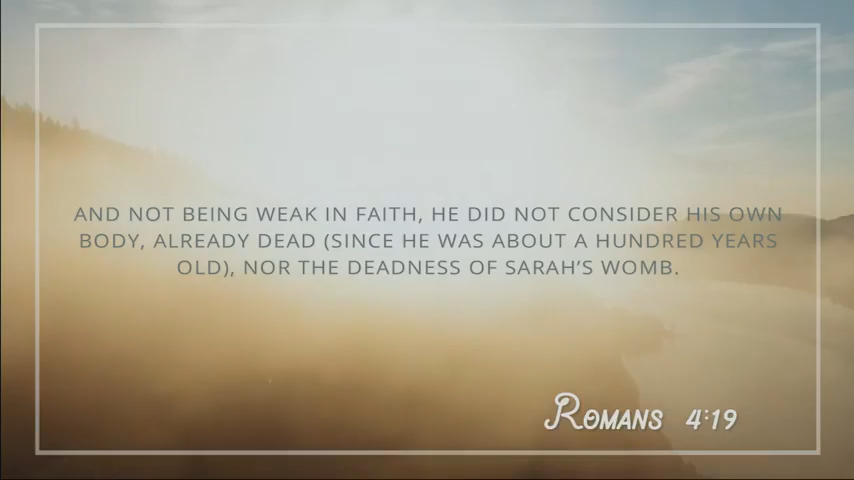 AND NOT BEING WEAK IN FAITH, HE DID NOT CONSIDER HIS OWN
BODY, ALREADY DEAD (SINCE HE WAS ABOUT A HUNDRED YEARS
OLD), NOR THE DEADNESS OF SARAH’S WOMB.
ROMANS 4:19